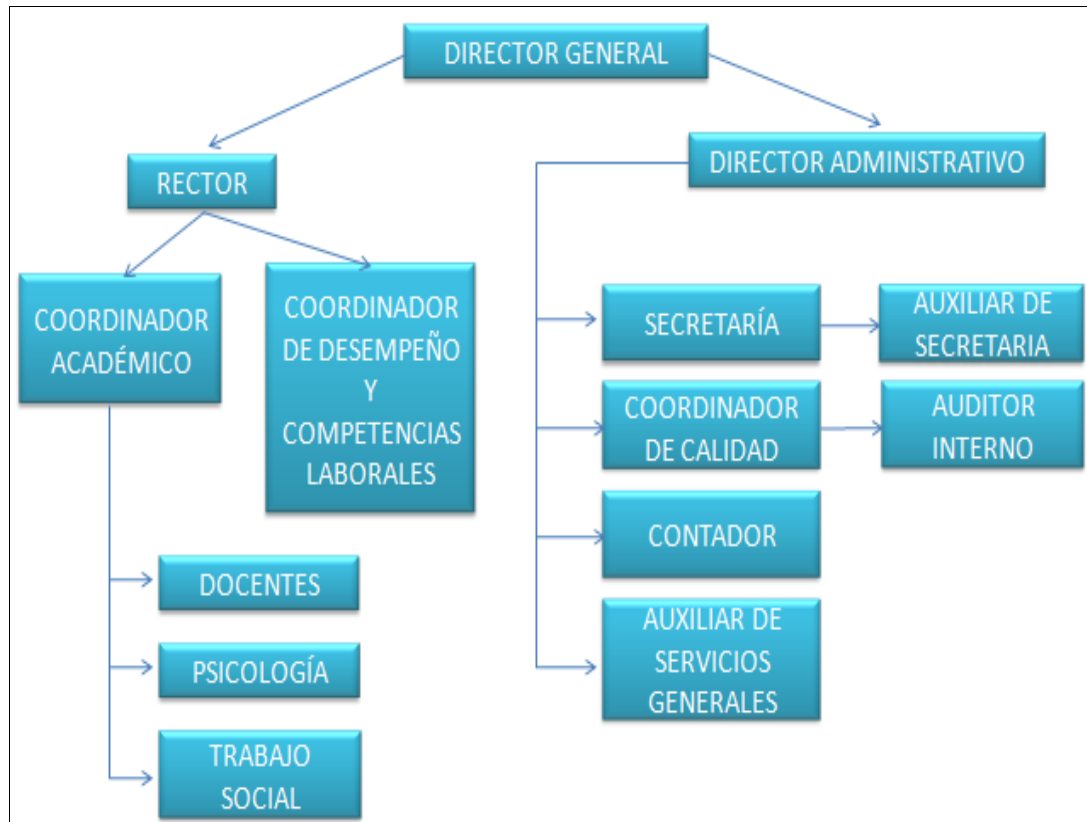 DIRECTOR GENERAL
RECTOR
DIRECTOR ADMINISTRATIVO
COORDINADOR
ACADÉMICO
COORDINADOR
DE DESEMPEÑO
Y
COMPETENCIAS
LABORALES
DOCENTES
PSICOLOGÍA
TRABAJO
SOCIAL
SECRETARÍA
AUXILIAR DE
SECRETARIA
COORDINADOR
DE CALIDAD
AUDITOR
INTERNO
CONTADOR
AUXILIAR DE
SERVICIOS
GENERALES